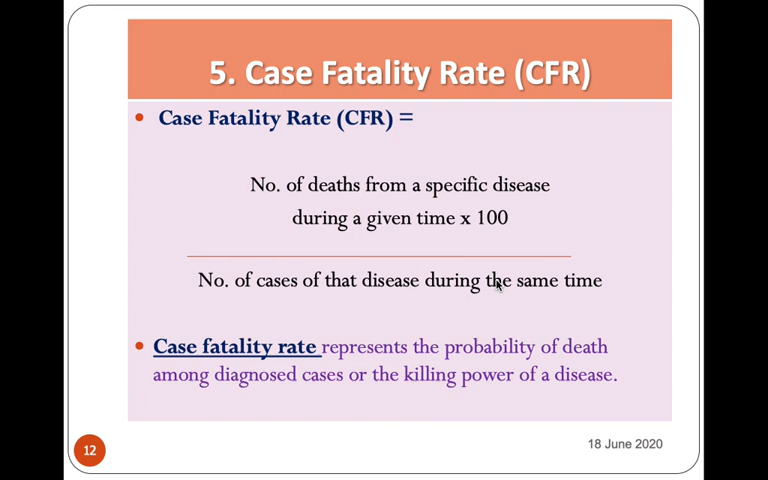 5. Case Fatality Rate (CFR)
• Case Fatality Rate (CFR) =
No. of deaths from a specific disease
during a given time x 100
No. of cases of that disease during the same time
• Case fatality rate represents the probability of death
among diagnosed cases or the killing power of a disease.
12
18 June 2020